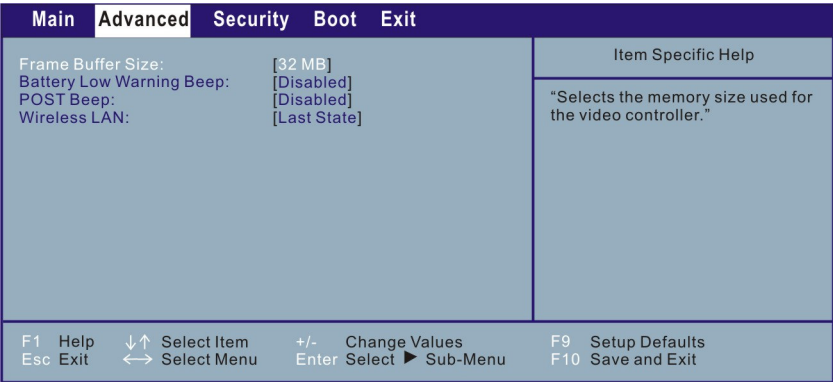 Main Advanced Security Boot Exit
Frame Buffer Size: [32 MB]
Battery Low Warning Beep: [Disabled]
POST Beep: [Disabled]
Wireless LAN: [Last State]
Item Specific Help
“Selects the memory size used for
the video controller.”
F1 Help ↓↑ Select Item +/- Change Values F9 Setup Defaults
Esc Exit ←→ Select Menu Enter Select ▶ Sub-Menu F10 Save and Exit